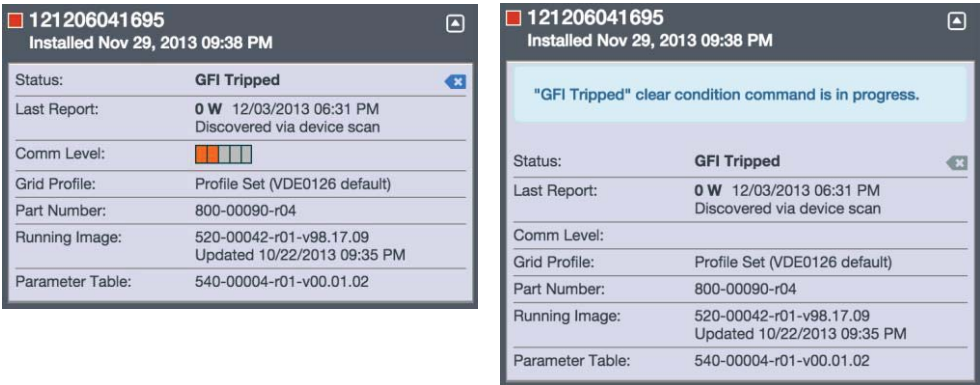 121206041695
Installed Nov 29, 2013 09:38 PM
Status: GFI Tripped
Last Report: 0 W 12/03/2013 06:31 PM
Discovered via device scan
Comm Level:
Grid Profile: Profile Set (VDE0126 default)
Part Number: 800-00090-r04
Running Image: 520-00042-r01-v98.17.09
Updated 10/22/2013 09:35 PM
Parameter Table: 540-00004-r01-v00.01.02
121206041695
Installed Nov 29, 2013 09:38 PM
"GFI Tripped" clear condition command is in progress.
Status: GFI Tripped
Last Report: 0 W 12/03/2013 06:31 PM
Discovered via device scan
Comm Level:
Grid Profile: Profile Set (VDE0126 default)
Part Number: 800-00090-r04
Running Image: 520-00042-r01-v98.17.09
Updated 10/22/2013 09:35 PM
Parameter Table: 540-00004-r01-v00.01.02